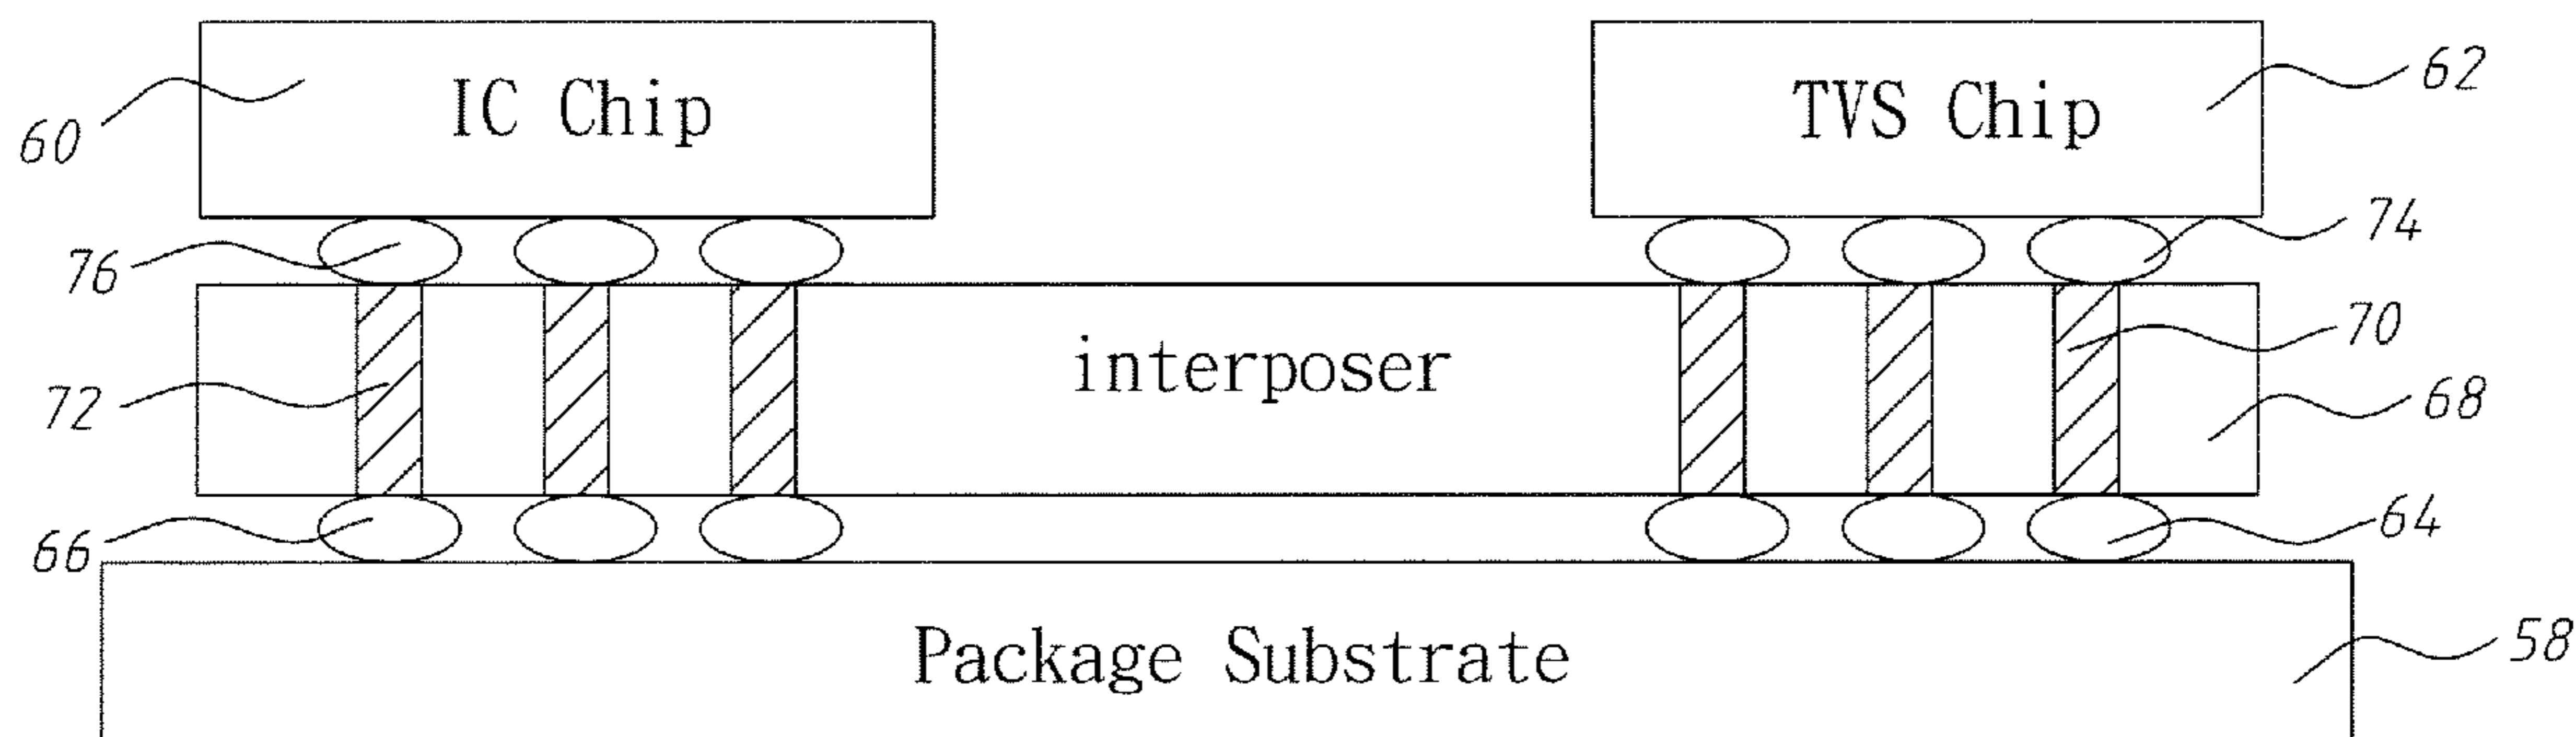 IC Chip
TVS Chip
62
60
74
76
70
interposer
72
68
66
64
Package Substrate
58